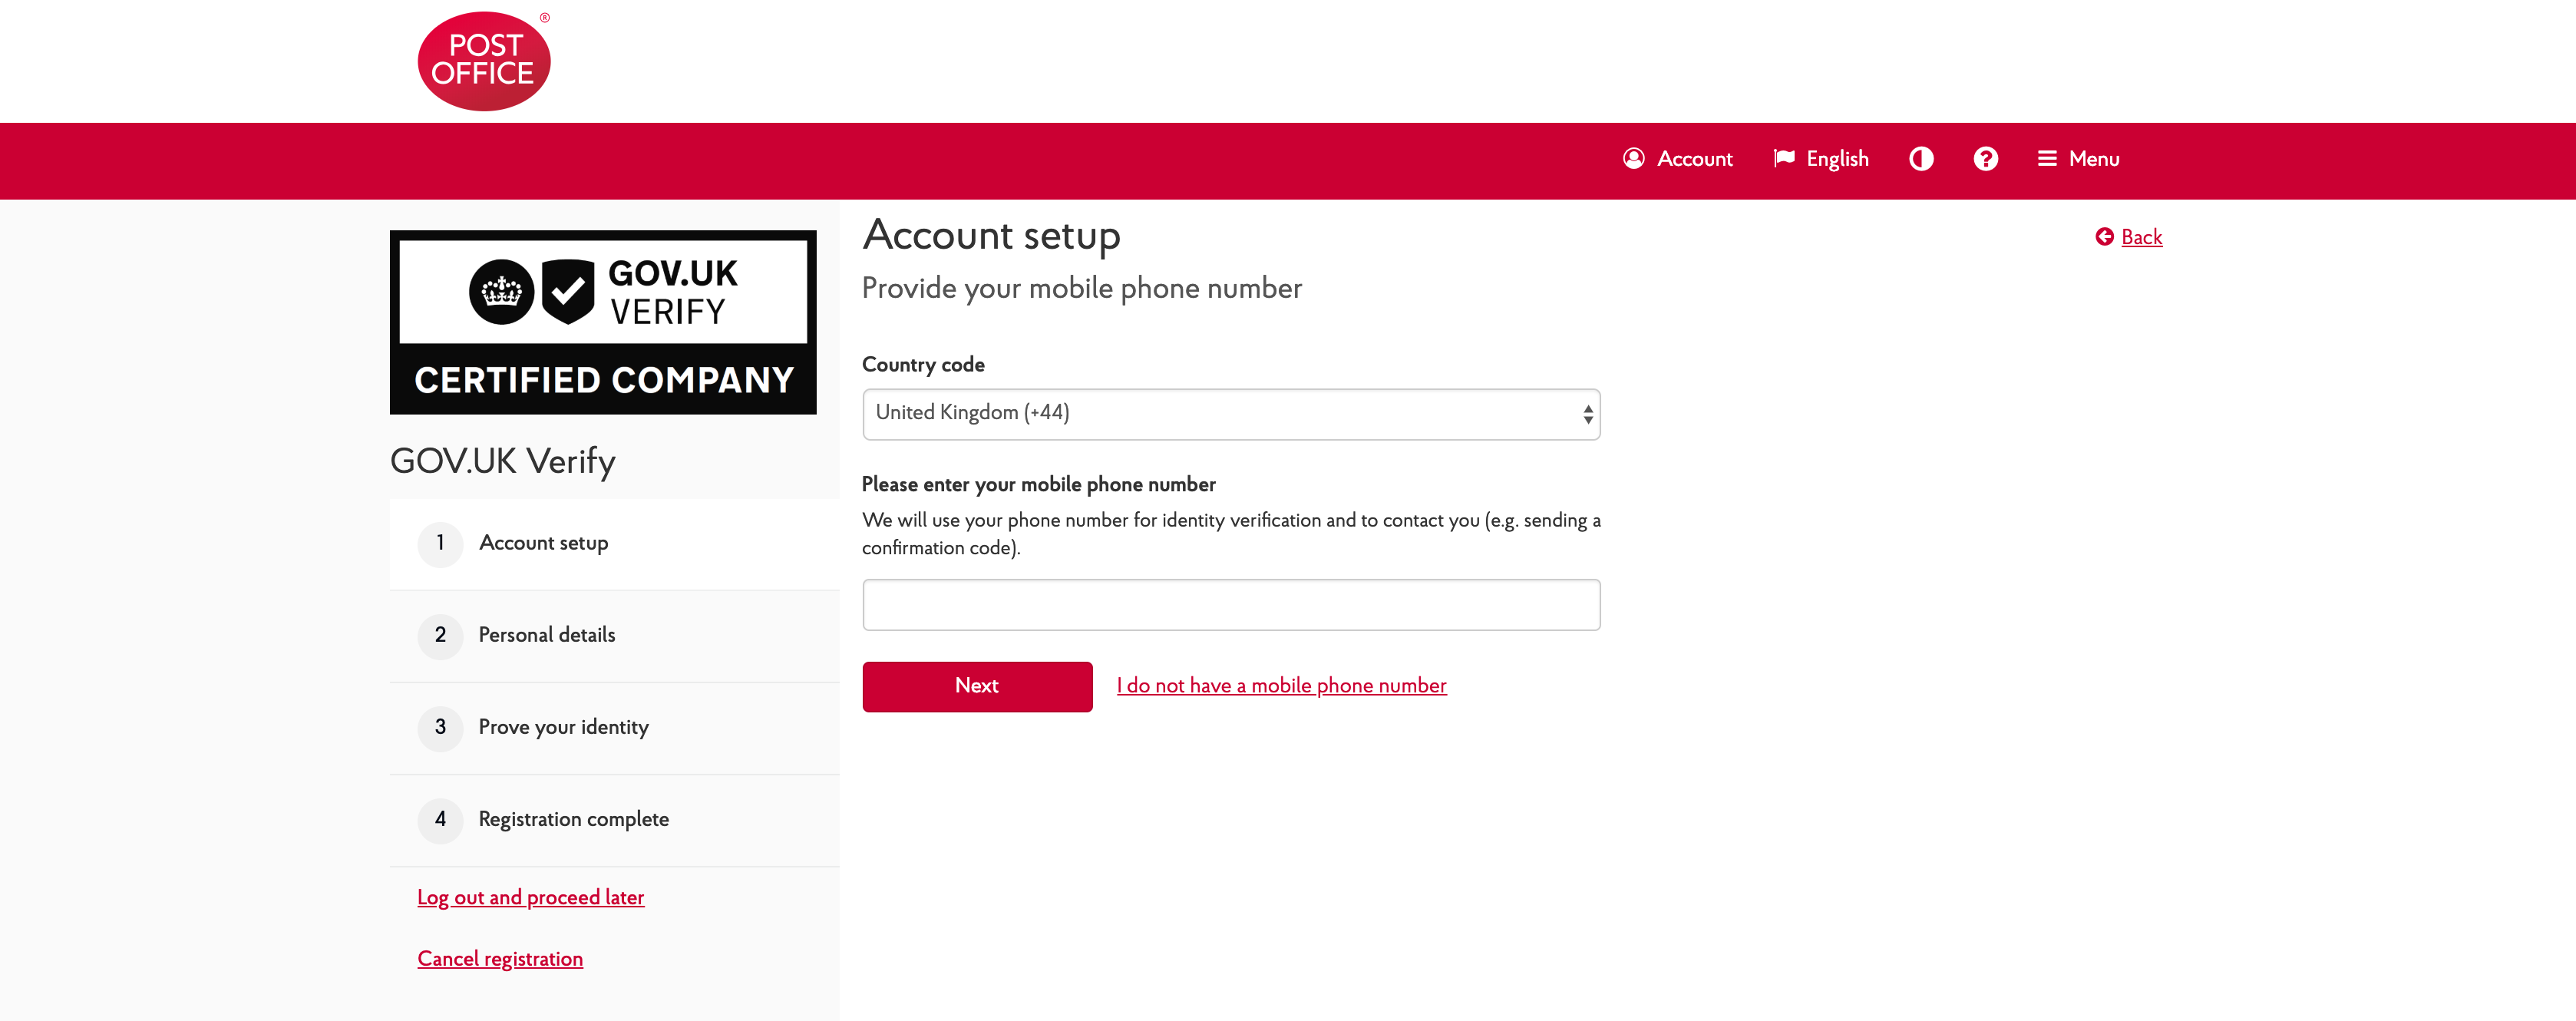 POST
OFFICE
®
Account
English
Menu
GOV.UK
VERIFY
CERTIFIED COMPANY
GOV.UK Verify
1 Account setup
2 Personal details
3 Prove your identity
4 Registration complete
Log out and proceed later
Cancel registration
Account setup
Back
Provide your mobile phone number
Country code
United Kingdom (+44)
Please enter your mobile phone number
We will use your phone number for identity verification and to contact you (e.g. sending a
confirmation code).
Next
I do not have a mobile phone number